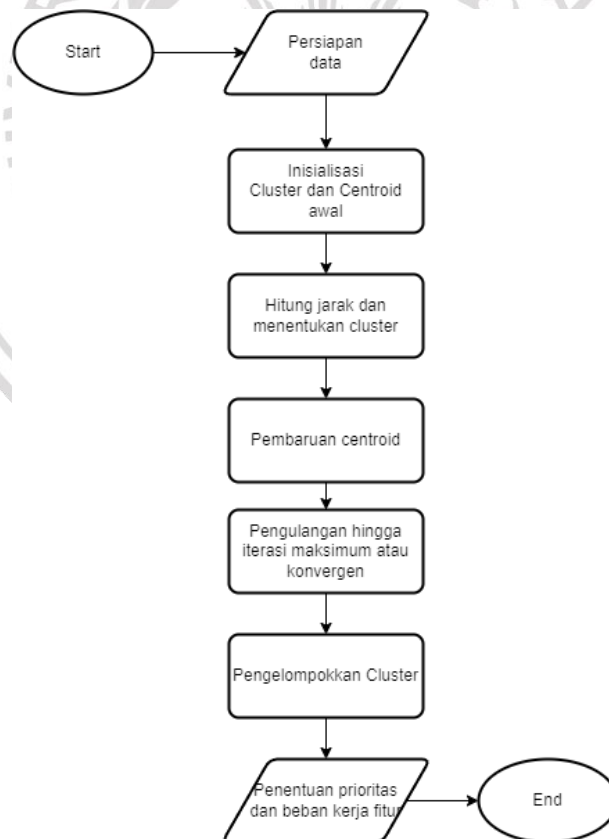 Start
Persiapan
data
Inisialisasi
Cluster dan Centroid
awal
Hitung jarak dan
menentukan cluster
Pembaruan centroid
Pengulangan hingga
iterasi maksimum atau
konvergen
Pengelompokkan Cluster
Penentuan prioritas
dan beban kerja fitur
End